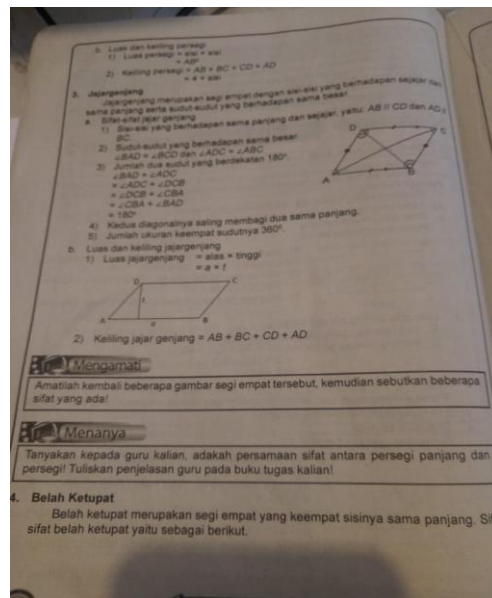 b. Luas dan keliling persegi
1) Luas persegi = sisi × sisi
= AB²
2) Keliling persegi = AB + BC + CD + AD
= 4 × sisi
3. Jajargenjang
Jajargenjang merupakan segi empat dengan sisi-sisi yang berhadapan sejajar dan
sama panjang serta sudut-sudut yang berhadapan sama besar.
a. Sifat-sifat jajar genjang
1) Sisi-sisi yang berhadapan sama panjang dan sejajar, yaitu: AB // CD dan AD //
BC.
2) Sudut-sudut yang berhadapan sama besar
∠BAD = ∠BCD dan ∠ADC = ∠ABC
3) Jumlah dua sudut yang berdekatan 180°.
∠BAD + ∠ADC
= ∠ADC + ∠DCB
= ∠DCB + ∠CBA
= ∠CBA + ∠BAD
= 180°
D
C
A
B
4) Kedua diagonalnya saling membagi dua sama panjang.
5) Jumlah ukuran keempat sudutnya 360°.
b. Luas dan keliling jajargenjang
1) Luas jajargenjang = alas × tinggi
= a × t
D
C
t
A
a
B
2) Keliling jajar genjang = AB + BC + CD + AD
Mengamati
Amatilah kembali beberapa gambar segi empat tersebut, kemudian sebutkan beberapa
sifat yang ada!
Menanya
Tanyakan kepada guru kalian, adakah persamaan sifat antara persegi panjang dan
persegi! Tuliskan penjelasan guru pada buku tugas kalian!
4. Belah Ketupat
Belah ketupat merupakan segi empat yang keempat sisinya sama panjang. Si
sifat belah ketupat yaitu sebagai berikut.